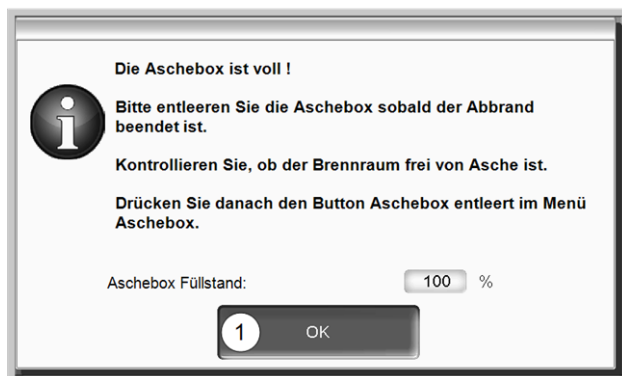 Die Aschebox ist voll !
Bitte entleeren Sie die Aschebox sobald der Abbrand
beendet ist.
Kontrollieren Sie, ob der Brennraum frei von Asche ist.
Drücken Sie danach den Button Aschebox entleert im Menü
Aschebox.
Aschebox Füllstand: 100 %
1 OK